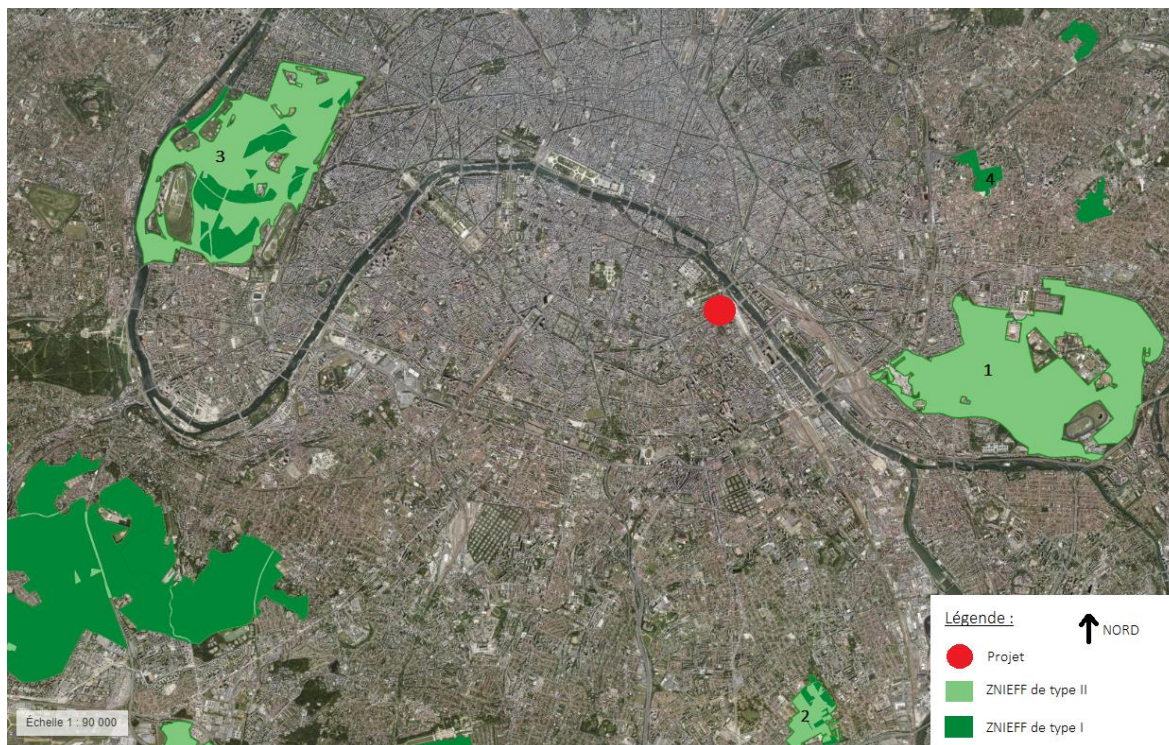 3
4
1
2
Légende :
NORD
Projet
ZNIEFF de type II
ZNIEFF de type I
Échelle 1 : 90 000